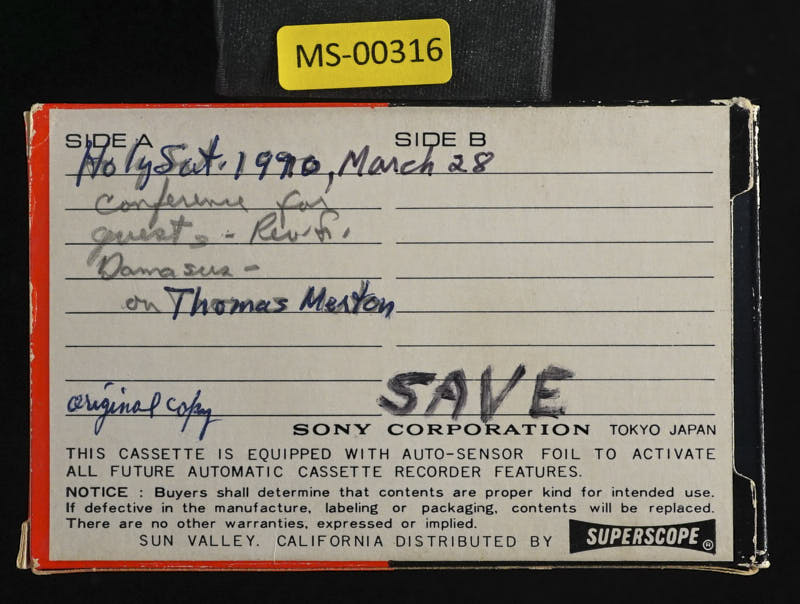 MS-00316
SIDE A SIDE B
Holy Sat. 1970, March 28
Conference for
guests - Rev. Fr.
Damasus -
on Thomas Merton
original copy SAVE
SONY CORPORATION TOKYO JAPAN
THIS CASSETTE IS EQUIPPED WITH AUTO-SENSOR FOIL TO ACTIVATE
ALL FUTURE AUTOMATIC CASSETTE RECORDER FEATURES.
NOTICE : Buyers shall determine that contents are proper kind for intended use.
If defective in the manufacture, labeling or packaging, contents will be replaced.
There are no other warranties, expressed or implied.
SUN VALLEY. CALIFORNIA DISTRIBUTED BY SUPERSCOPE®